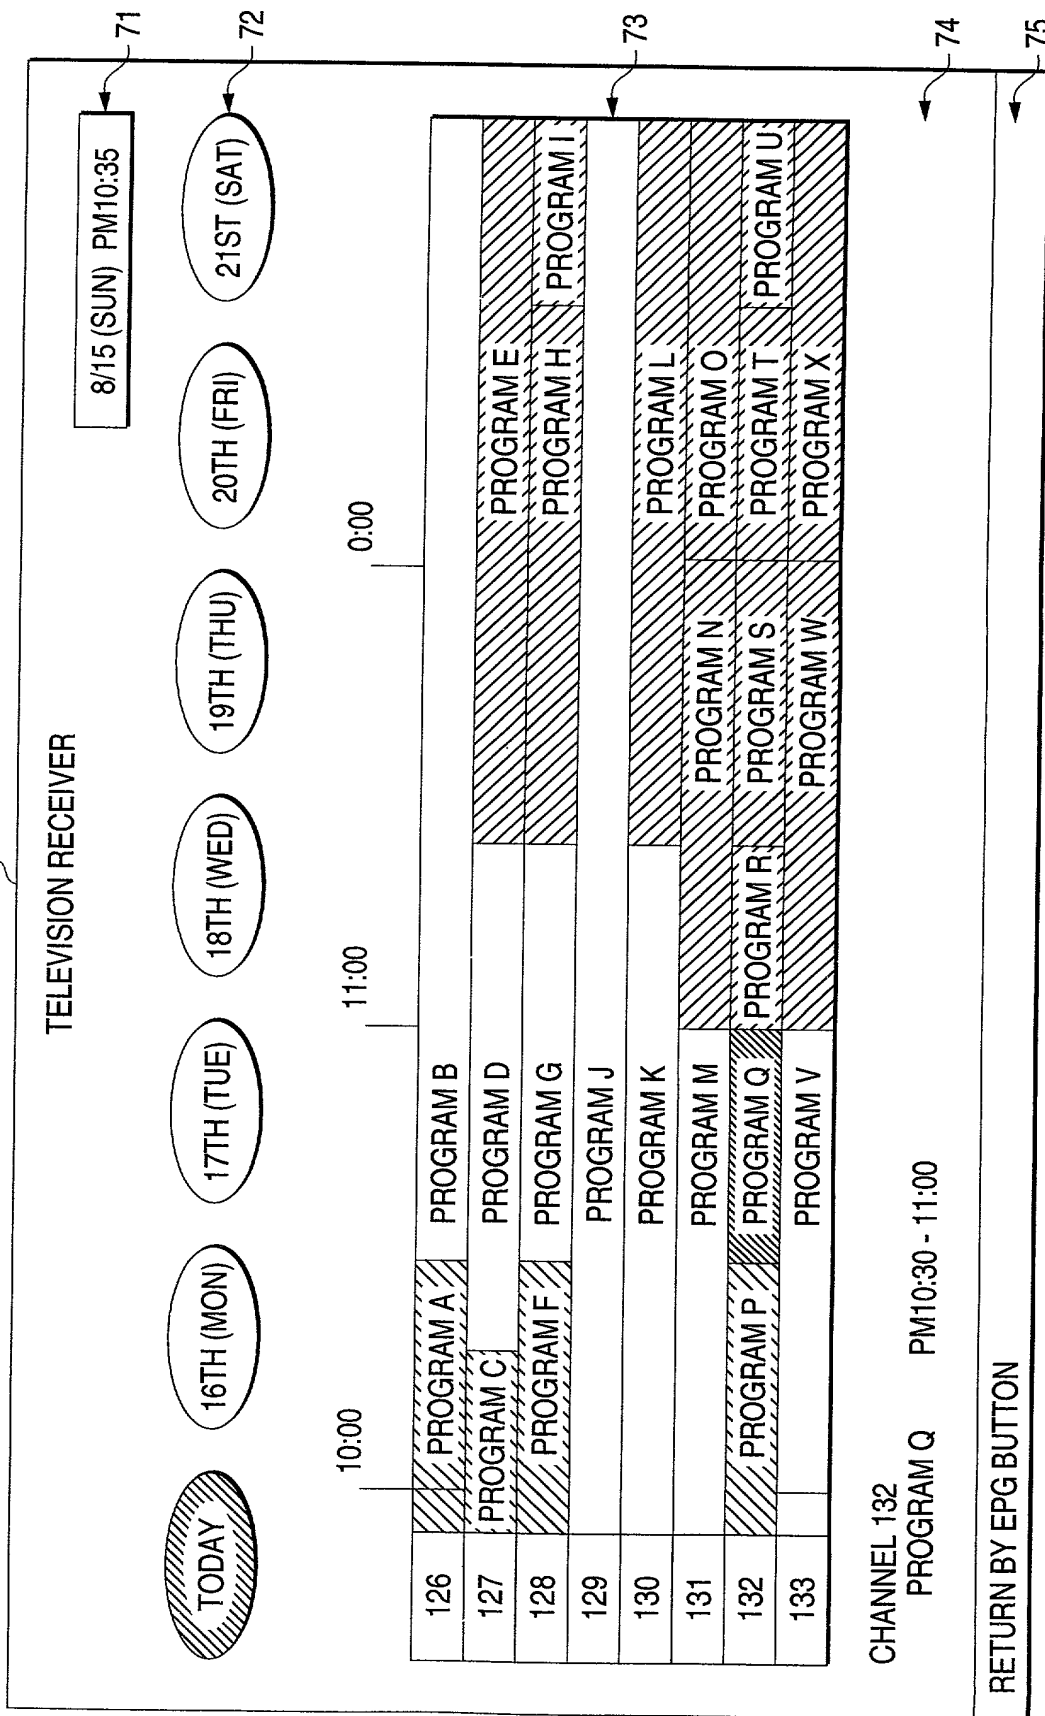 TELEVISION RECEIVER
8/15 (SUN) PM10:35
71
TODAY 16TH (MON) 17TH (TUE) 18TH (WED) 19TH (THU) 20TH (FRI) 21ST (SAT)
72
10:00 11:00 0:00
126 PROGRAM A PROGRAM B
127 PROGRAM C PROGRAM D PROGRAM E
128 PROGRAM F PROGRAM G PROGRAM H PROGRAM I
129 PROGRAM J
73
130 PROGRAM K PROGRAM L
131 PROGRAM M PROGRAM N PROGRAM O
132 PROGRAM P PROGRAM Q PROGRAM R PROGRAM S PROGRAM T PROGRAM U
133 PROGRAM V PROGRAM W PROGRAM X
CHANNEL 132
PROGRAM Q PM10:30 - 11:00
74
RETURN BY EPG BUTTON
75